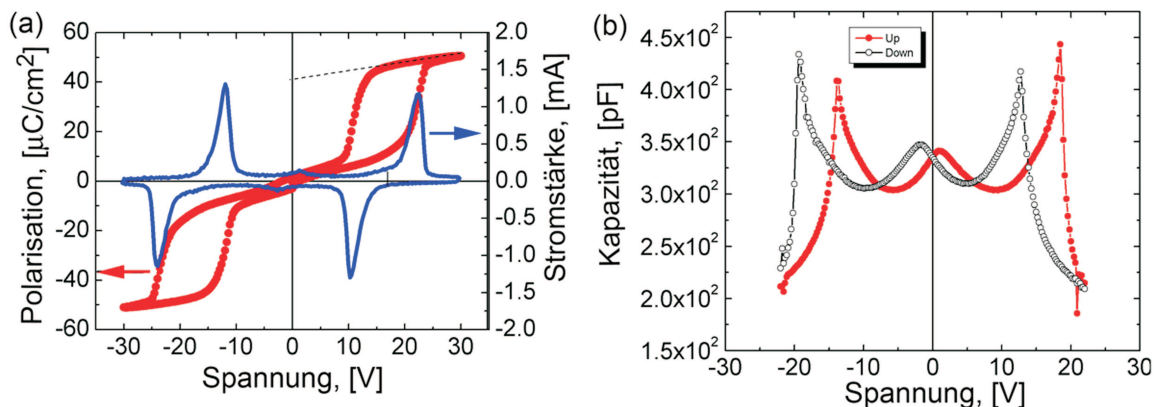 (a)
Polarisation, [µC/cm²]
60
40
20
0
-20
-40
-60
-30
-20
-10
0
10
20
30
Spannung, [V]
2.0
1.5
1.0
0.5
0.0
-0.5
-1.0
-1.5
-2.0
Stromstärke, [mA]
(b)
Kapazität, [pF]
4.5x10²
4.0x10²
3.5x10²
3.0x10²
2.5x10²
2.0x10²
1.5x10²
Up
Down
-30
-20
-10
0
10
20
30
Spannung, [V]